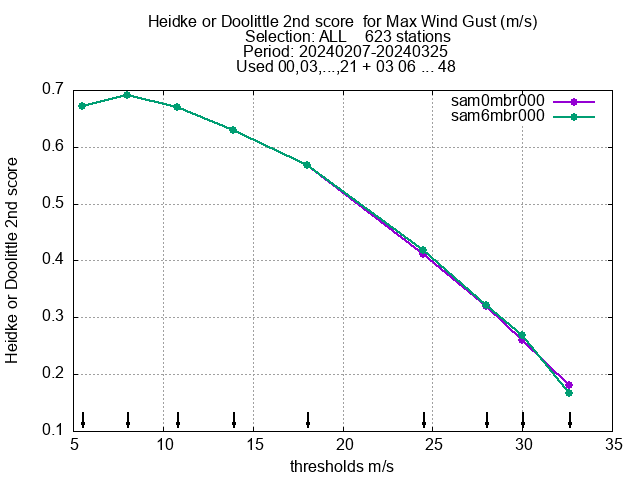 Heidke or Doolittle 2nd score  for Max Wind Gust (m/s)
Selection: ALL    623 stations
Period: 20240207-20240325
Used 00,03,...,21 + 03 06 ... 48
sam0mbr000
sam6mbr000
Heidke or Doolittle 2nd score
0.7
0.6
0.5
0.4
0.3
0.2
0.1
5 10 15 20 25 30 35
thresholds m/s